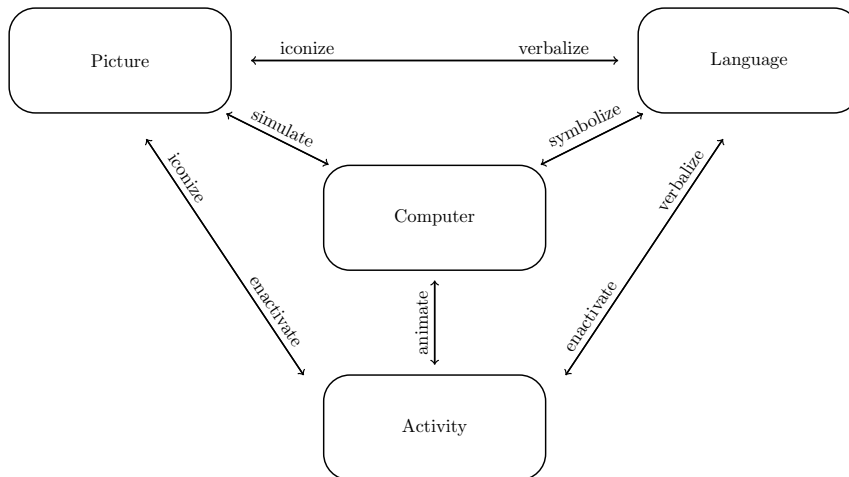 Picture
iconize
verbalize
Language
simulate
symbolize
iconize
verbalize
Computer
enactivate
animate
enactivate
Activity